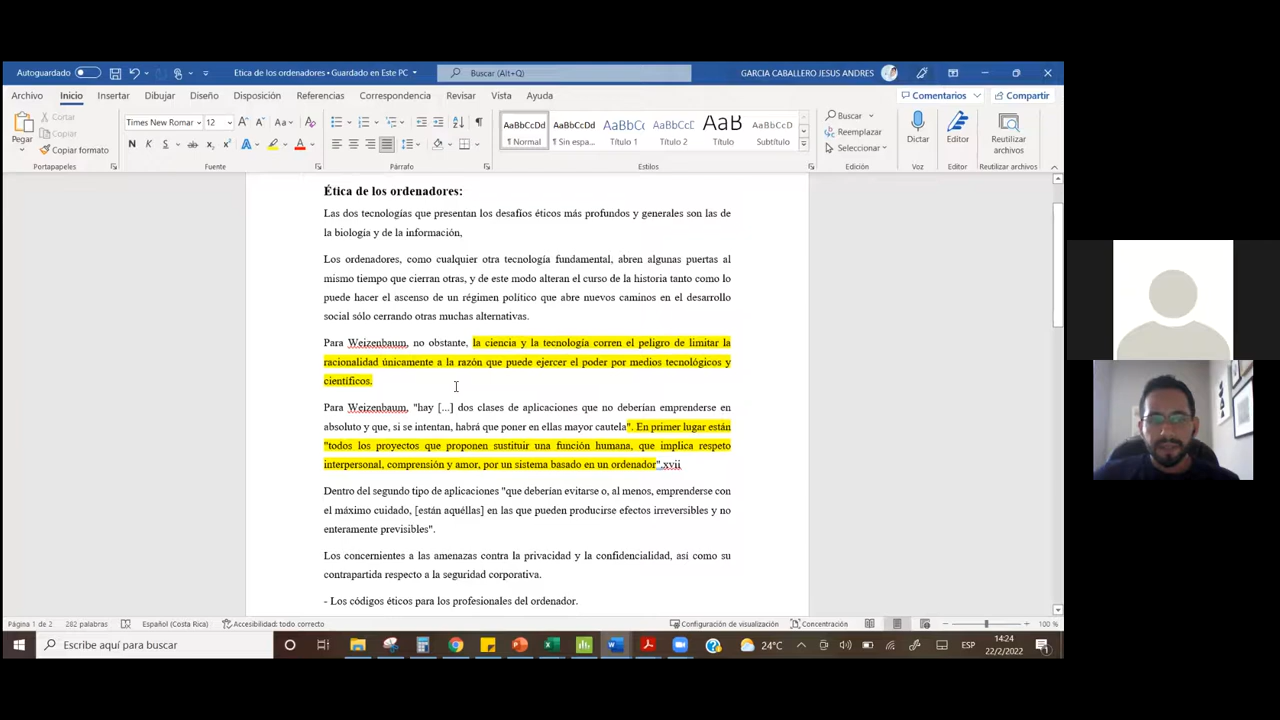 Autoguardado
Etica de los ordenadores • Guardado en Este PC
Buscar (Alt+Q)
GARCIA CABALLERO JESUS ANDRES
Archivo Inicio Insertar Dibujar Diseño Disposición Referencias Correspondencia Revisar Vista Ayuda
Comentarios Compartir
Pegar
Cortar
Copiar
Copiar formato
Times New Roman 12
N K S
AaBbCcDd AaBbCcDd AaBbCc AaBbCcD AaB AaBbCcD
¶ Normal ¶ Sin espa... Título 1 Título 2 Título Subtítulo
Buscar
Reemplazar
Seleccionar
Dictar
Editor
Reutilizar archivos
Portapapeles Fuente Párrafo Estilos Edición Voz Editor Reutilizar archivos
Ética de los ordenadores:
Las dos tecnologías que presentan los desafíos éticos más profundos y generales son las de
la biología y de la información,
Los ordenadores, como cualquier otra tecnología fundamental, abren algunas puertas al
mismo tiempo que cierran otras, y de este modo alteran el curso de la historia tanto como lo
puede hacer el ascenso de un régimen político que abre nuevos caminos en el desarrollo
social sólo cerrando otras muchas alternativas.
Para Weizenbaum, no obstante, la ciencia y la tecnología corren el peligro de limitar la
racionalidad únicamente a la razón que puede ejercer el poder por medios tecnológicos y
científicos.
Para Weizenbaum, "hay [...] dos clases de aplicaciones que no deberían emprenderse en
absoluto y que, si se intentan, habrá que poner en ellas mayor cautela". En primer lugar están
"todos los proyectos que proponen sustituir una función humana, que implica respeto
interpersonal, comprensión y amor, por un sistema basado en un ordenador",xvii
Dentro del segundo tipo de aplicaciones "que deberían evitarse o, al menos, emprenderse con
el máximo cuidado, [están aquéllas] en las que pueden producirse efectos irreversibles y no
enteramente previsibles".
Los concernientes a las amenazas contra la privacidad y la confidencialidad, así como su
contrapartida respecto a la seguridad corporativa.
- Los códigos éticos para los profesionales del ordenador.
Página 1 de 2 282 palabras Español (Costa Rica) Accesibilidad: todo correcto Configuración de visualización Concentración 100 %
Escribe aquí para buscar
24°C
ESP
14:24
22/2/2022